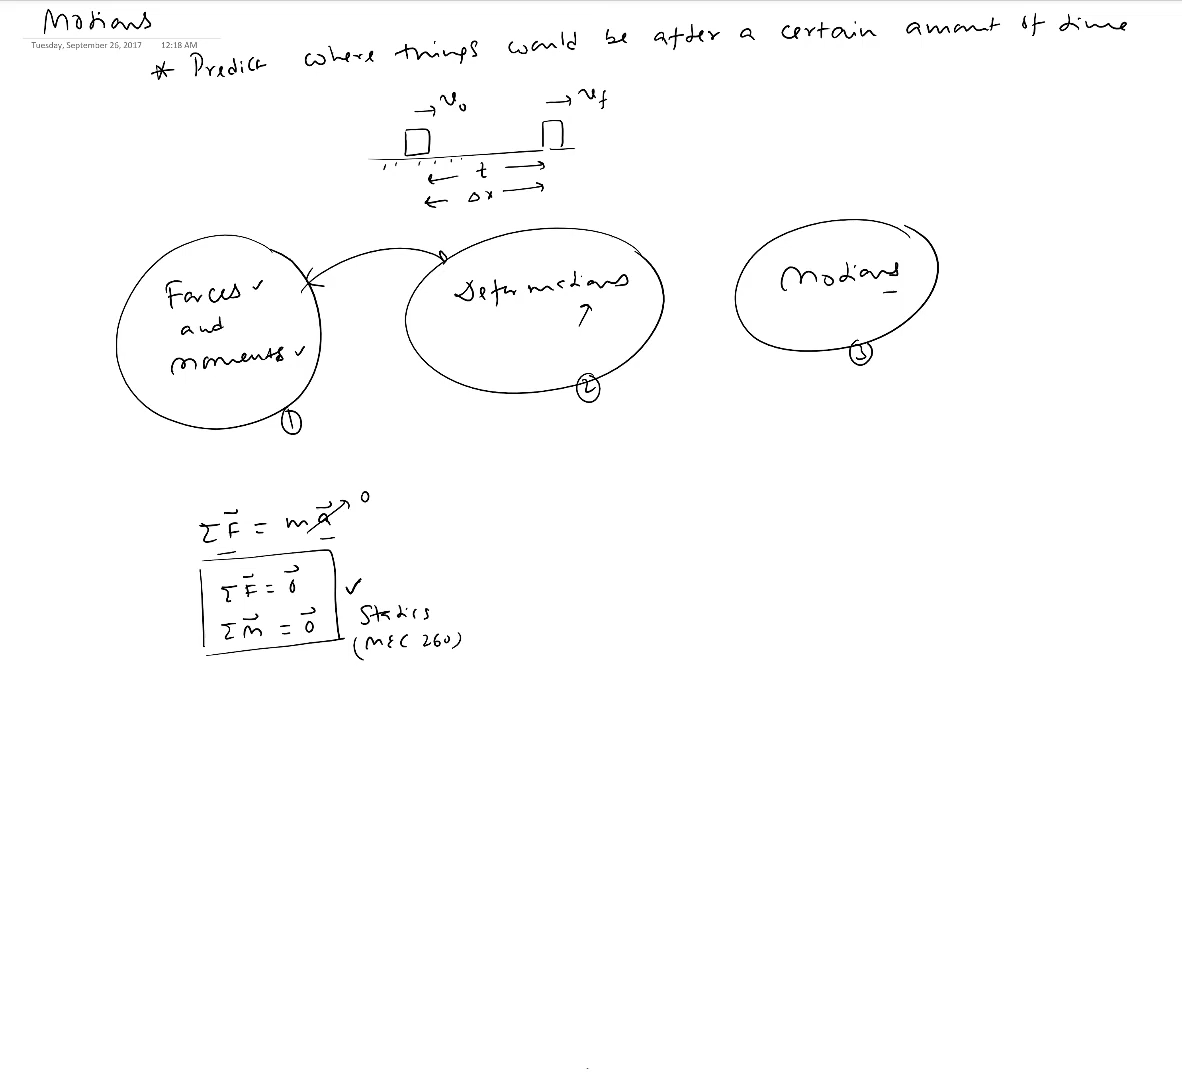 Motions
Tuesday, September 26, 2017 12:18 AM
* Predict where things would be after a certain amount of time
→ v₀ → v_f
← t →
← Δx →
Forces ✓
and
moments ✓
①
Deformations
②
Motions
③
ΣF⃗ = ma⃗ 0
ΣF⃗ = 0⃗ ✓
ΣM⃗ = 0⃗
Statics
(MEC 260)